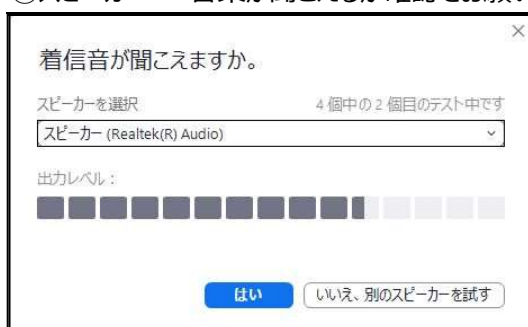 着信音が聞こえますか。
スピーカーを選択
4 個中の 2 個目のテスト中です
スピーカー (Realtek(R) Audio)
出力レベル：
はい
いいえ、別のスピーカーを試す